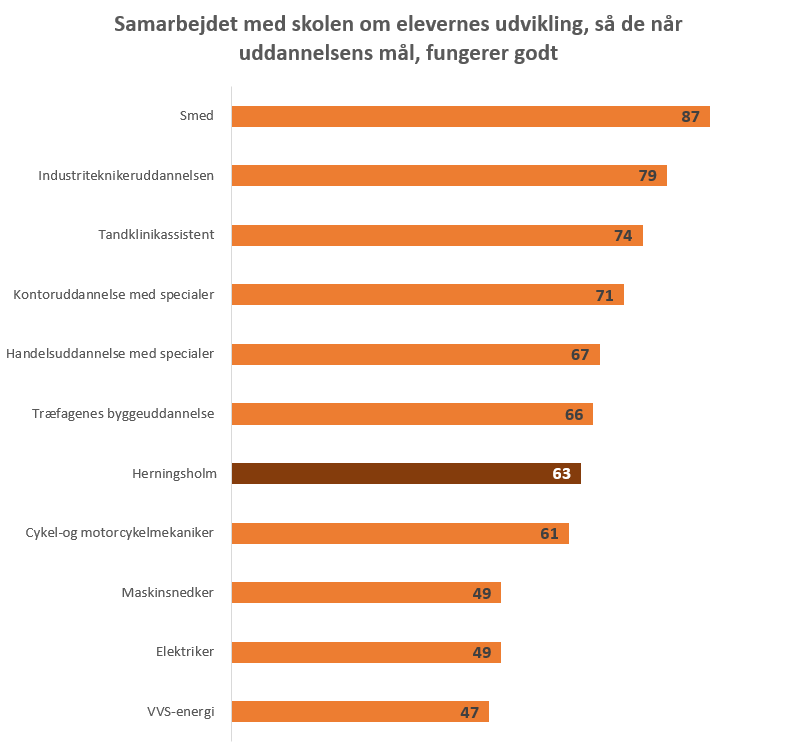 Samarbejdet med skolen om elevernes udvikling, så de når
uddannelsens mål, fungerer godt
Smed 87
Industriteknikeruddannelsen 79
Tandklinikassistent 74
Kontoruddannelse med specialer 71
Handelsuddannelse med specialer 67
Træfagenes byggeuddannelse 66
Herningsholm 63
Cykel-og motorcykelmekaniker 61
Maskinsnedker 49
Elektriker 49
VVS-energi 47